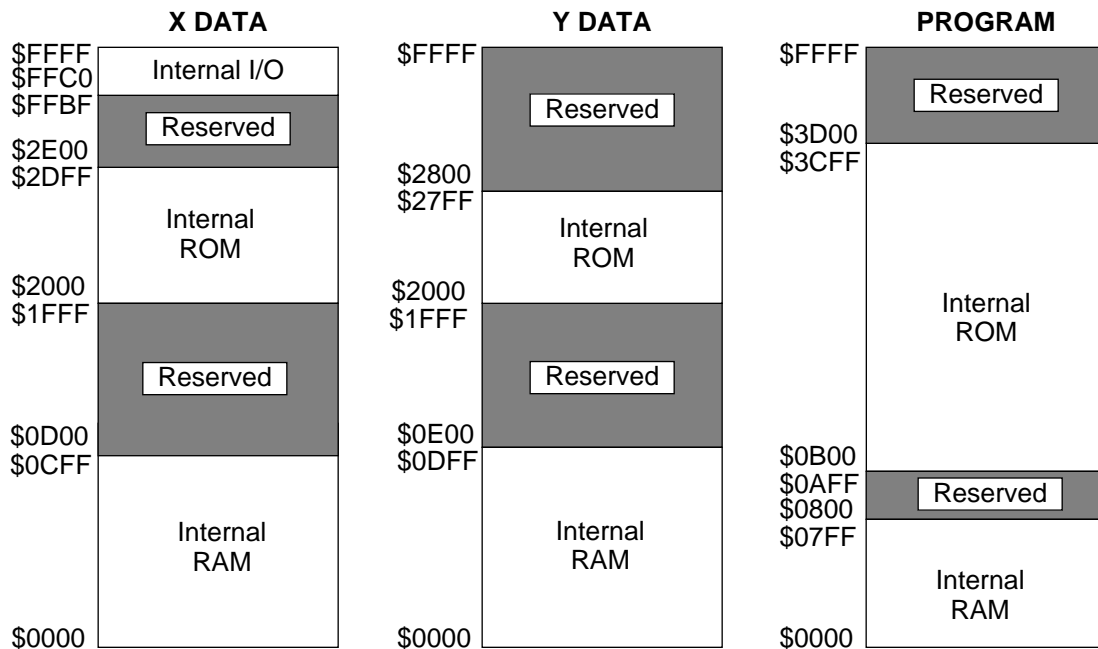 X DATA
$FFFF
$FFC0
Internal I/O
$FFBF
Reserved
$2E00
$2DFF
Internal
ROM
$2000
$1FFF
Reserved
$0D00
$0CFF
Internal
RAM
$0000
Y DATA
$FFFF
Reserved
$2800
$27FF
Internal
ROM
$2000
$1FFF
Reserved
$0E00
$0DFF
Internal
RAM
$0000
PROGRAM
$FFFF
Reserved
$3D00
$3CFF
Internal
ROM
$0B00
$0AFF
Reserved
$0800
$07FF
Internal
RAM
$0000